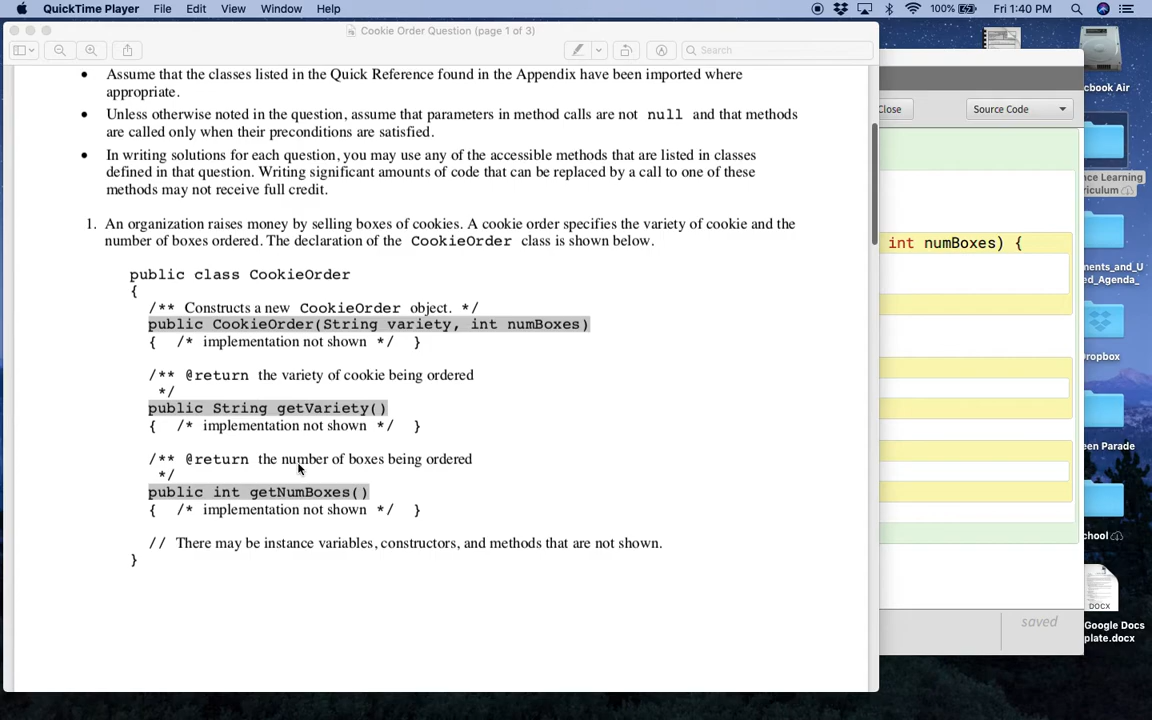 QuickTime Player File Edit View Window Help 100% Fri 1:40 PM
Cookie Order Question (page 1 of 3)
Search
• Assume that the classes listed in the Quick Reference found in the Appendix have been imported where
appropriate.
• Unless otherwise noted in the question, assume that parameters in method calls are not null and that methods
are called only when their preconditions are satisfied.
• In writing solutions for each question, you may use any of the accessible methods that are listed in classes
defined in that question. Writing significant amounts of code that can be replaced by a call to one of these
methods may not receive full credit.
1. An organization raises money by selling boxes of cookies. A cookie order specifies the variety of cookie and the
number of boxes ordered. The declaration of the CookieOrder class is shown below.
public class CookieOrder
{
/** Constructs a new CookieOrder object. */
public CookieOrder(String variety, int numBoxes)
{ /* implementation not shown */ }
/** @return the variety of cookie being ordered
*/
public String getVariety()
{ /* implementation not shown */ }
/** @return the number of boxes being ordered
*/
public int getNumBoxes()
{ /* implementation not shown */ }
// There may be instance variables, constructors, and methods that are not shown.
}
Close
Source Code
int numBoxes) {
saved
cbook Air
nce Learning
riculum
ments_and_U
ed_Agenda_
ropbox
een Parade
chool
DOCX
Google Docs
plate.docx